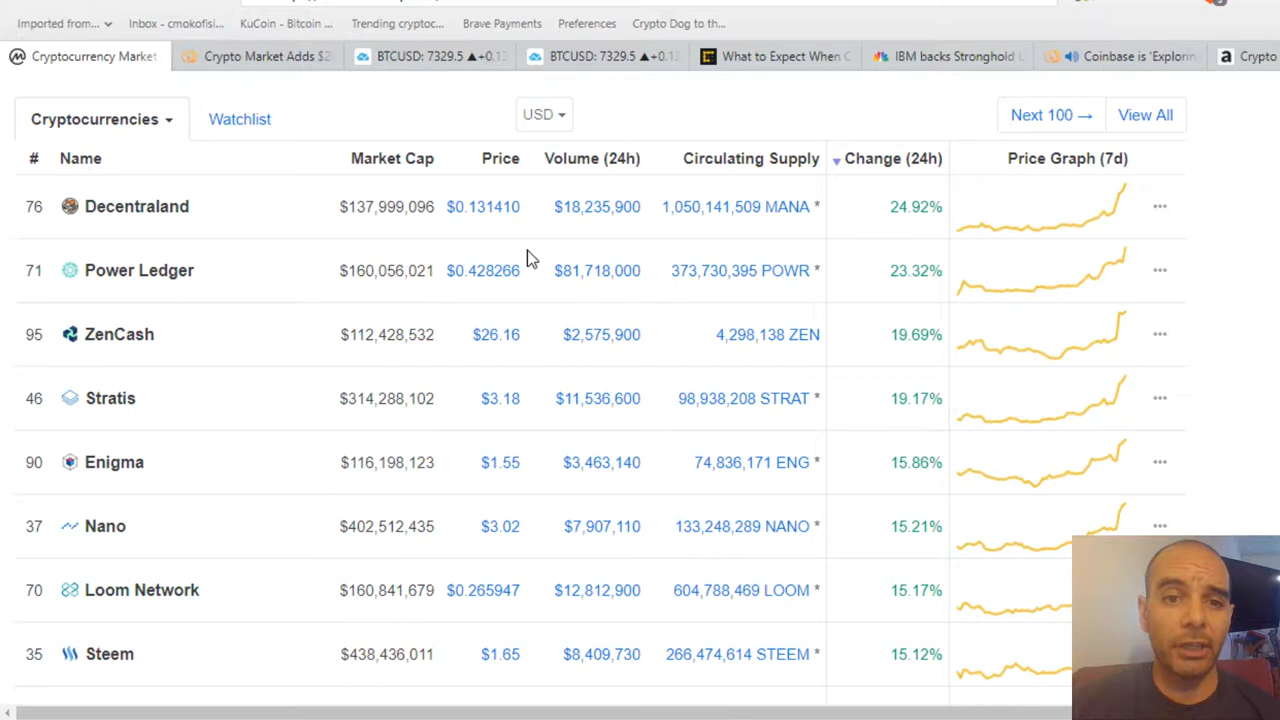 Imported from...
Inbox - cmokofisi...
KuCoin - Bitcoin ...
Trending cryptoc...
Brave Payments
Preferences
Crypto Dog to th...
Cryptocurrency Market
Crypto Market Adds $2
BTCUSD: 7329.5 ▲+0.1
BTCUSD: 7329.5 ▲+0.1
What to Expect When C
IBM backs Stronghold
Coinbase is 'Explorin
Crypto
Cryptocurrencies
Watchlist
USD
Next 100 →
View All
# Name Market Cap Price Volume (24h) Circulating Supply Change (24h) Price Graph (7d)
76 Decentraland $137,999,096 $0.131410 $18,235,900 1,050,141,509 MANA * 24.92%
71 Power Ledger $160,056,021 $0.428266 $81,718,000 373,730,395 POWR * 23.32%
95 ZenCash $112,428,532 $26.16 $2,575,900 4,298,138 ZEN 19.69%
46 Stratis $314,288,102 $3.18 $11,536,600 98,938,208 STRAT * 19.17%
90 Enigma $116,198,123 $1.55 $3,463,140 74,836,171 ENG * 15.86%
37 Nano $402,512,435 $3.02 $7,907,110 133,248,289 NANO * 15.21%
70 Loom Network $160,841,679 $0.265947 $12,812,900 604,788,469 LOOM * 15.17%
35 Steem $438,436,011 $1.65 $8,409,730 266,474,614 STEEM * 15.12%